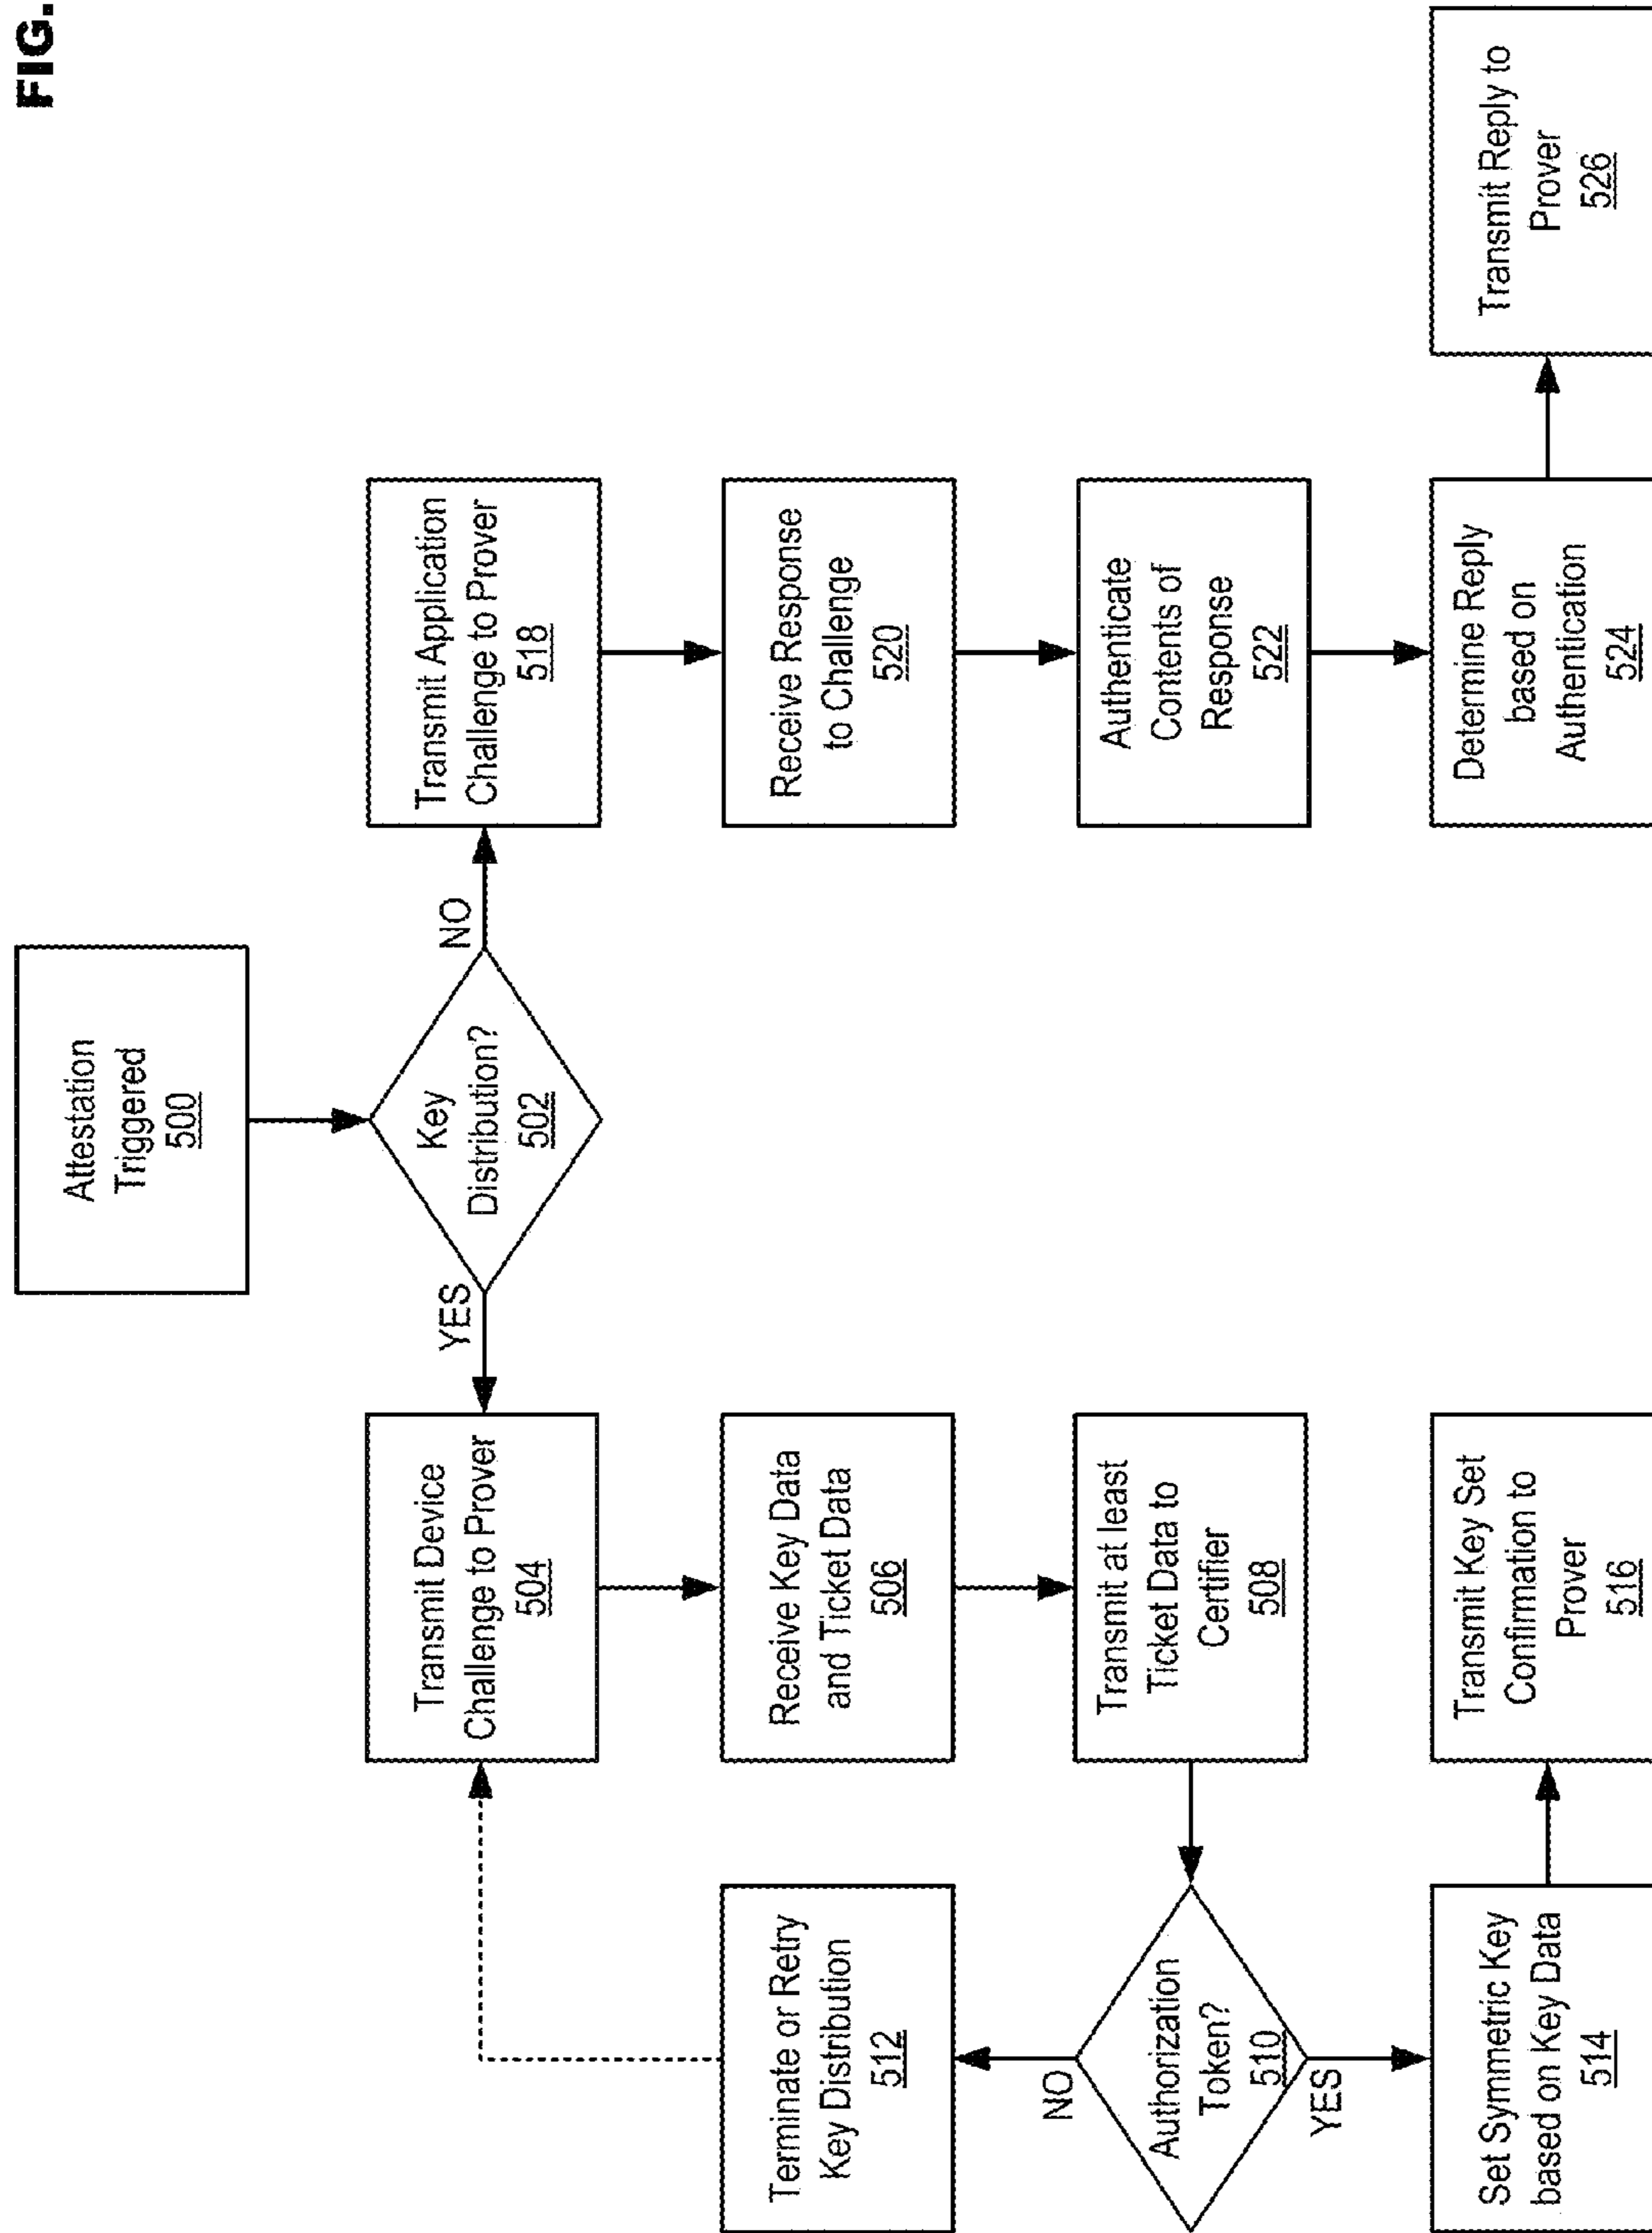 FIG.
Attestation
Triggered
500
Key
Distribution?
502
YES
NO
Transmit Device
Challenge to Prover
504
Receive Key Data
and Ticket Data
506
Transmit at least
Ticket Data to
Certifier
508
Authorization
Token?
510
NO
YES
Terminate or Retry
Key Distribution
512
Set Symmetric Key
based on Key Data
514
Transmit Key Set
Confirmation to
Prover
516
Transmit Application
Challenge to Prover
518
Receive Response
to Challenge
520
Authenticate
Contents of
Response
522
Determine Reply
based on
Authentication
524
Transmit Reply to
Prover
526